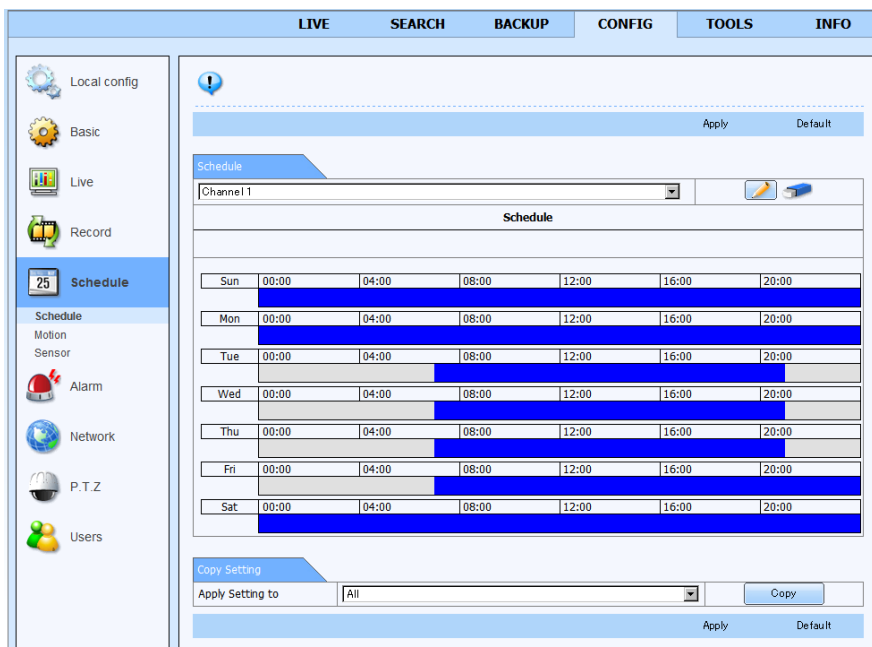 LIVE SEARCH BACKUP CONFIG TOOLS INFO
Local config
Basic
Live
Record
25 Schedule
Schedule
Motion
Sensor
Alarm
Network
P.T.Z
Users
Apply Default
Schedule
Channel 1
Schedule
Sun 00:00 04:00 08:00 12:00 16:00 20:00
Mon 00:00 04:00 08:00 12:00 16:00 20:00
Tue 00:00 04:00 08:00 12:00 16:00 20:00
Wed 00:00 04:00 08:00 12:00 16:00 20:00
Thu 00:00 04:00 08:00 12:00 16:00 20:00
Fri 00:00 04:00 08:00 12:00 16:00 20:00
Sat 00:00 04:00 08:00 12:00 16:00 20:00
Copy Setting
Apply Setting to All Copy
Apply Default